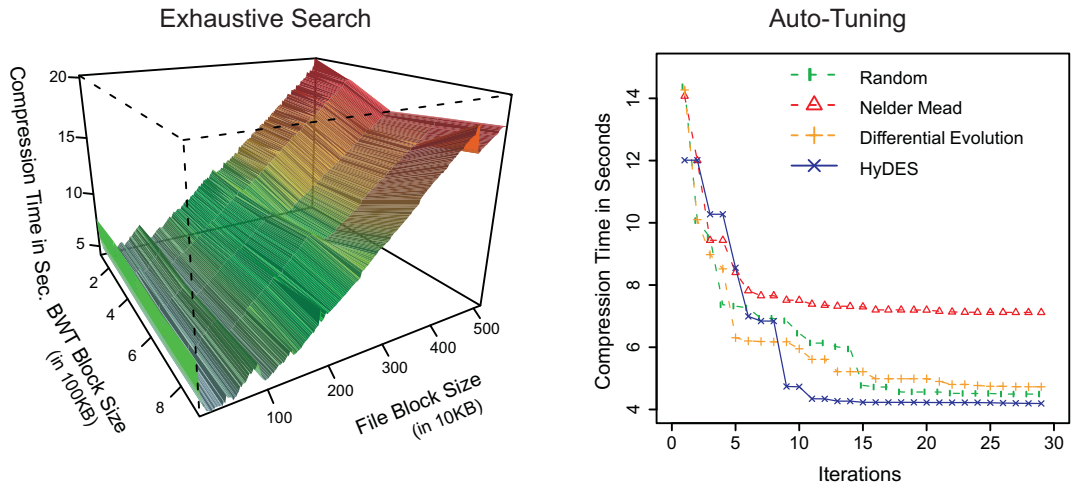 Exhaustive Search
Compression Time in Sec.
20
15
10
5
BWT Block Size
(in 100KB)
2
4
6
8
File Block Size
(in 10KB)
100
200
300
400
500
Auto-Tuning
Compression Time in Seconds
14
12
10
8
6
4
Random
Nelder Mead
Differential Evolution
HyDES
0 5 10 15 20 25 30
Iterations